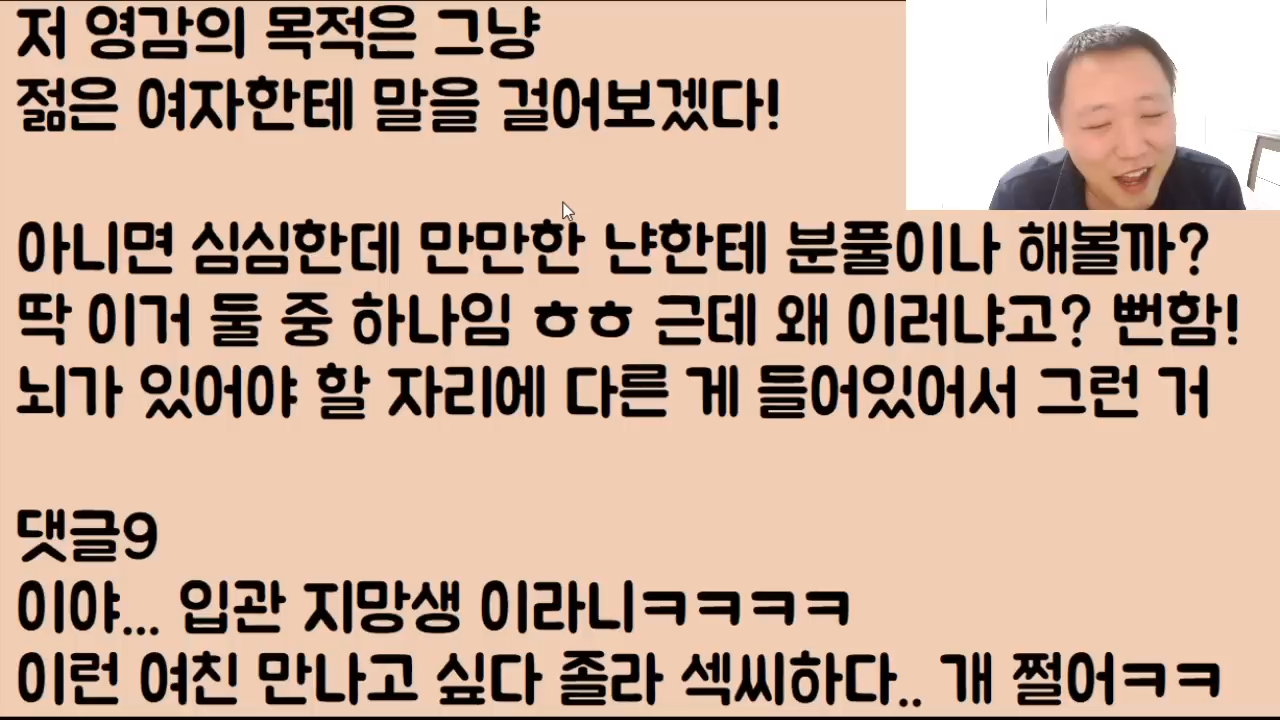 저 영감의 목적은 그냥
젊은 여자한테 말을 걸어보겠다!
아니면 심심한데 만만한 냔한테 분풀이나 해볼까?
딱 이거 둘 중 하나임 ㅎㅎ 근데 왜 이러냐고? 뻔함!
뇌가 있어야 할 자리에 다른 게 들어있어서 그런 거
댓글9
이야... 입관 지망생 이라니ㅋㅋㅋㅋ
이런 여친 만나고 싶다 졸라 섹씨하다.. 개 쩔어ㅋㅋ